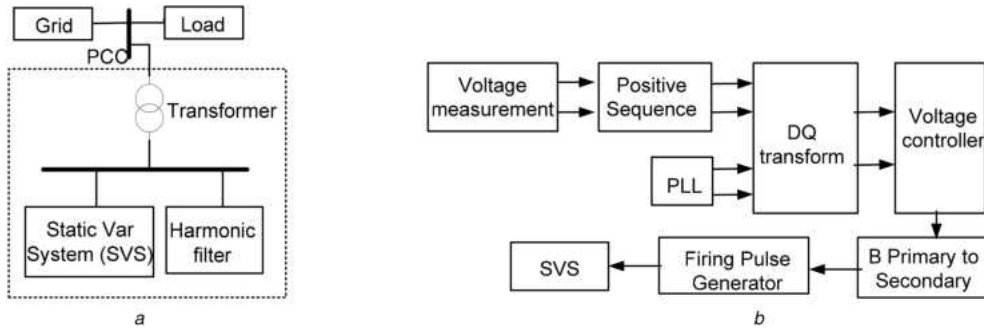 Grid
Load
PCC
Transformer
Static Var
System (SVS)
Harmonic
filter
a
Voltage
measurement
Positive
Sequence
DQ
transform
Voltage
controller
PLL
SVS
Firing Pulse
Generator
B Primary to
Secondary
b